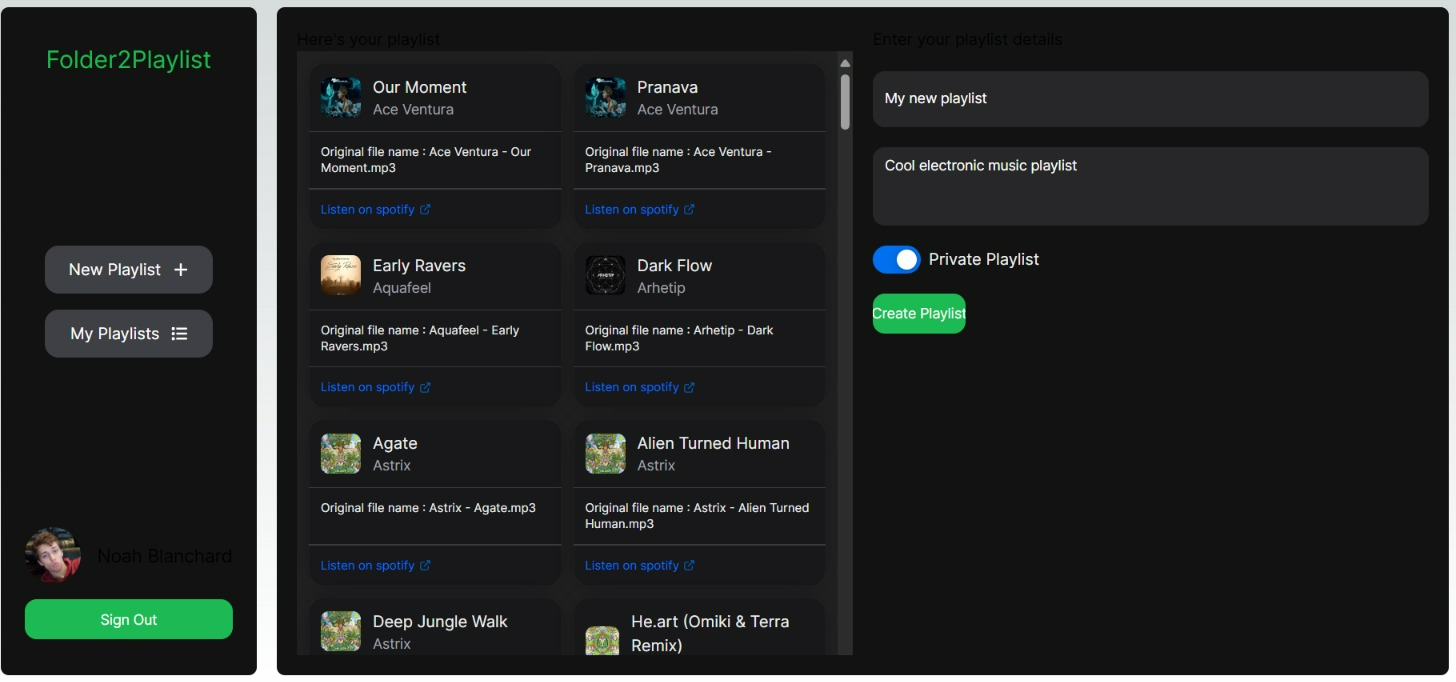 Folder2Playlist
New Playlist
My Playlists
Noah Blanchard
Sign Out
Here's your playlist
Our Moment
Ace Ventura
Original file name : Ace Ventura - Our
Moment.mp3
Listen on spotify
Pranava
Ace Ventura
Original file name : Ace Ventura -
Pranava.mp3
Listen on spotify
Early Ravers
Aquafeel
Original file name : Aquafeel - Early
Ravers.mp3
Listen on spotify
Dark Flow
Arhetip
Original file name : Arhetip - Dark
Flow.mp3
Listen on spotify
Agate
Astrix
Original file name : Astrix - Agate.mp3
Listen on spotify
Alien Turned Human
Astrix
Original file name : Astrix - Alien Turned
Human.mp3
Listen on spotify
Deep Jungle Walk
Astrix
He.art (Omiki & Terra
Remix)
Enter your playlist details
My new playlist
Cool electronic music playlist
Private Playlist
Create Playlist